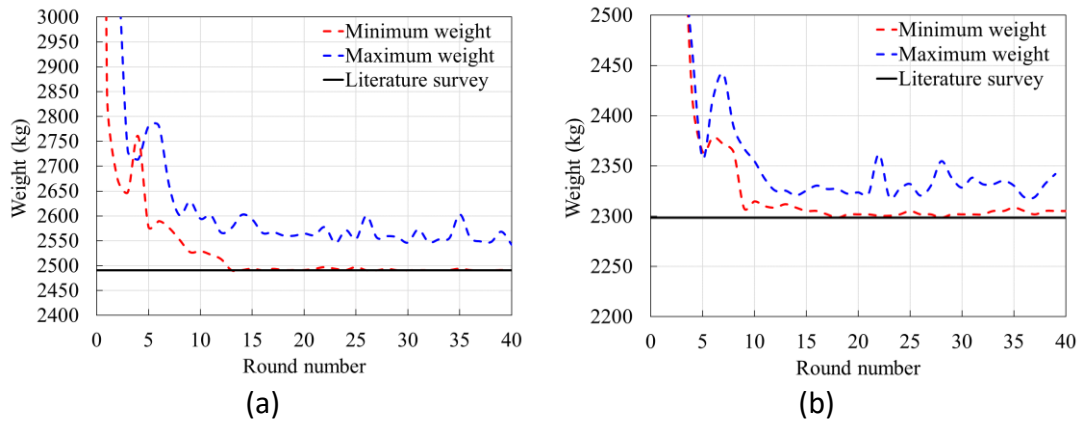 3000
2950
2900
2850
2800
2750
2700
2650
2600
2550
2500
2450
2400
Weight (kg)
Minimum weight
Maximum weight
Literature survey
0 5 10 15 20 25 30 35 40
Round number
(a)
2500
2450
2400
2350
2300
2250
2200
Weight (kg)
Minimum weight
Maximum weight
Literature survey
0 5 10 15 20 25 30 35 40
Round number
(b)